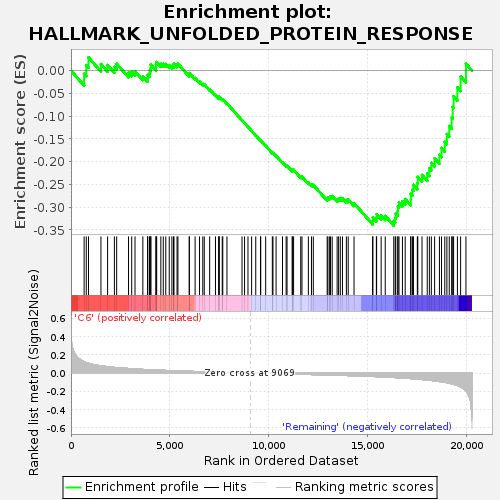 Enrichment plot:
HALLMARK_UNFOLDED_PROTEIN_RESPONSE
Enrichment score (ES)
0.00
-0.05
-0.10
-0.15
-0.20
-0.25
-0.30
-0.35
'C6' (positively correlated)
Ranked list metric (Signal2Noise)
0.6
0.4
0.2
0.0
-0.2
-0.4
-0.6
Zero cross at 9069
'Remaining' (negatively correlated)
0
5,000
10,000
15,000
20,000
Rank in Ordered Dataset
Enrichment profile
Hits
Ranking metric scores